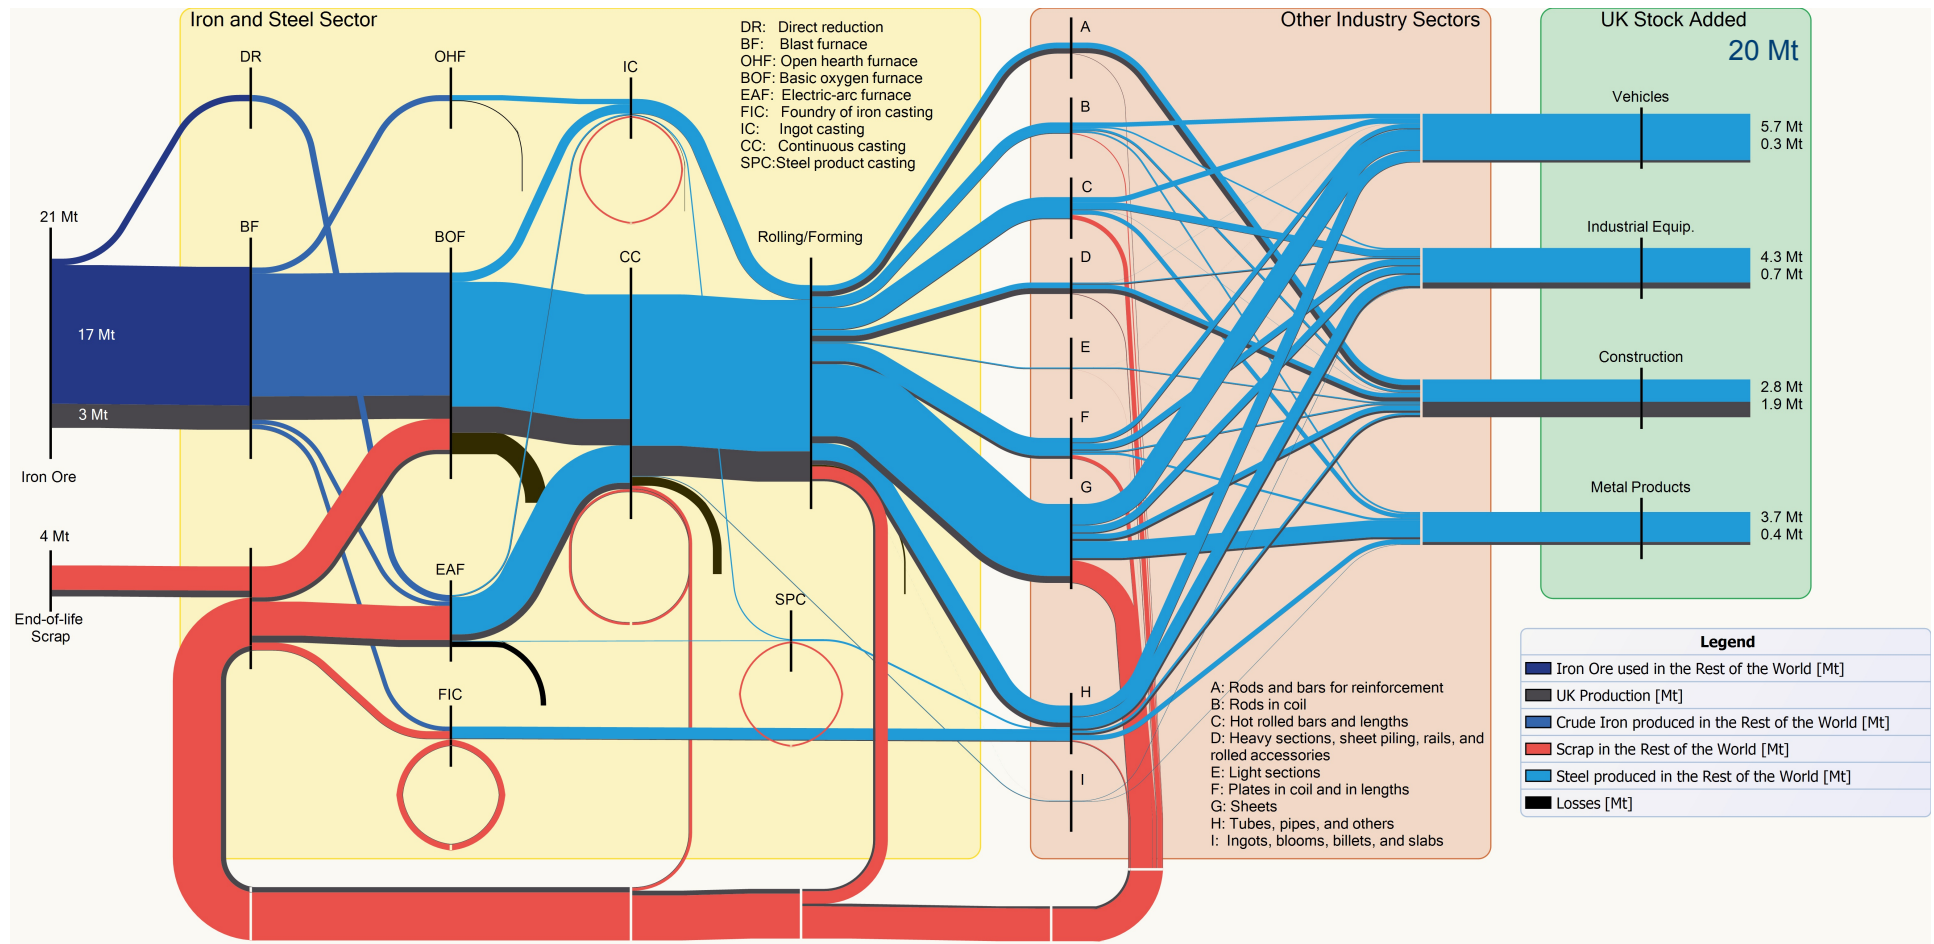 Iron and Steel Sector
Other Industry Sectors
UK Stock Added
20 Mt
DR: Direct reduction
BF: Blast furnace
OHF: Open hearth furnace
BOF: Basic oxygen furnace
EAF: Electric-arc furnace
FIC: Foundry of iron casting
IC: Ingot casting
CC: Continuous casting
SPC:Steel product casting
DR
OHF
IC
BF
BOF
CC
Rolling/Forming
EAF
FIC
SPC
21 Mt
17 Mt
3 Mt
Iron Ore
4 Mt
End-of-life
Scrap
A
B
C
D
E
F
G
H
I
A: Rods and bars for reinforcement
B: Rods in coil
C: Hot rolled bars and lengths
D: Heavy sections, sheet piling, rails, and
rolled accessories
E: Light sections
F: Plates in coil and in lengths
G: Sheets
H: Tubes, pipes, and others
I: Ingots, blooms, billets, and slabs
Vehicles
5.7 Mt
0.3 Mt
Industrial Equip.
4.3 Mt
0.7 Mt
Construction
2.8 Mt
1.9 Mt
Metal Products
3.7 Mt
0.4 Mt
Legend
Iron Ore used in the Rest of the World [Mt]
UK Production [Mt]
Crude Iron produced in the Rest of the World [Mt]
Scrap in the Rest of the World [Mt]
Steel produced in the Rest of the World [Mt]
Losses [Mt]